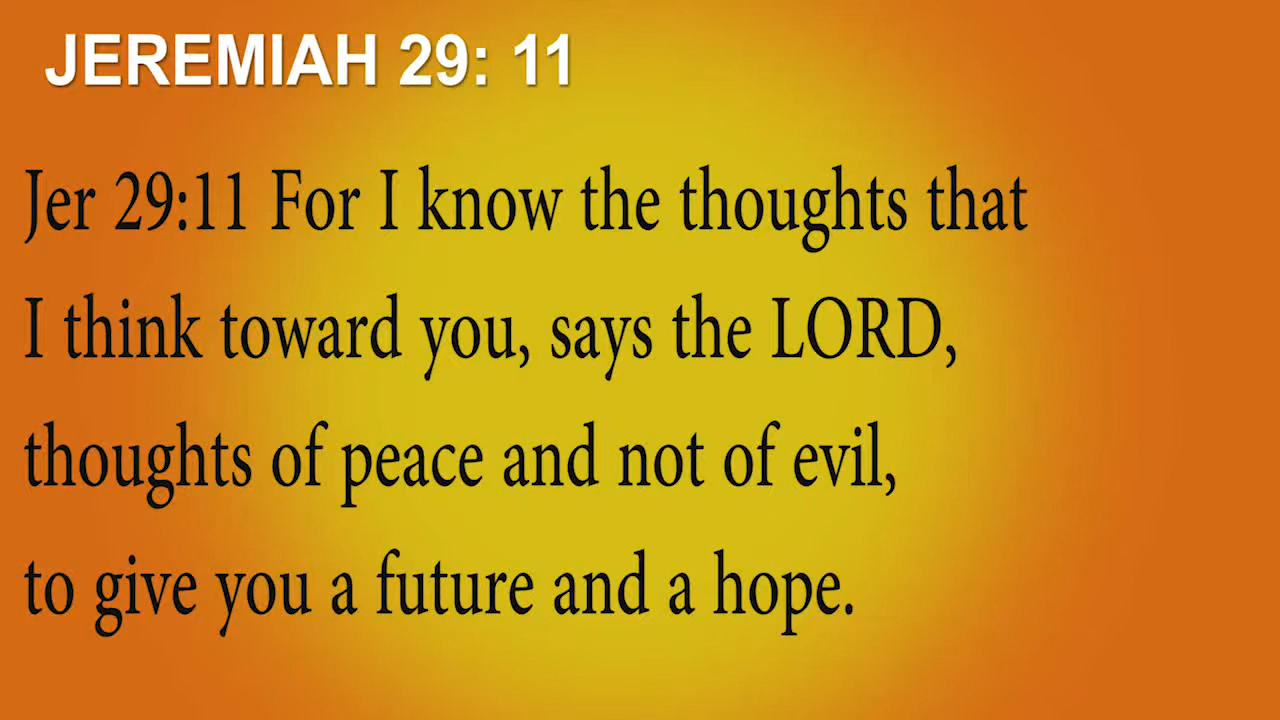 JEREMIAH 29: 11
Jer 29:11 For I know the thoughts that
I think toward you, says the LORD,
thoughts of peace and not of evil,
to give you a future and a hope.